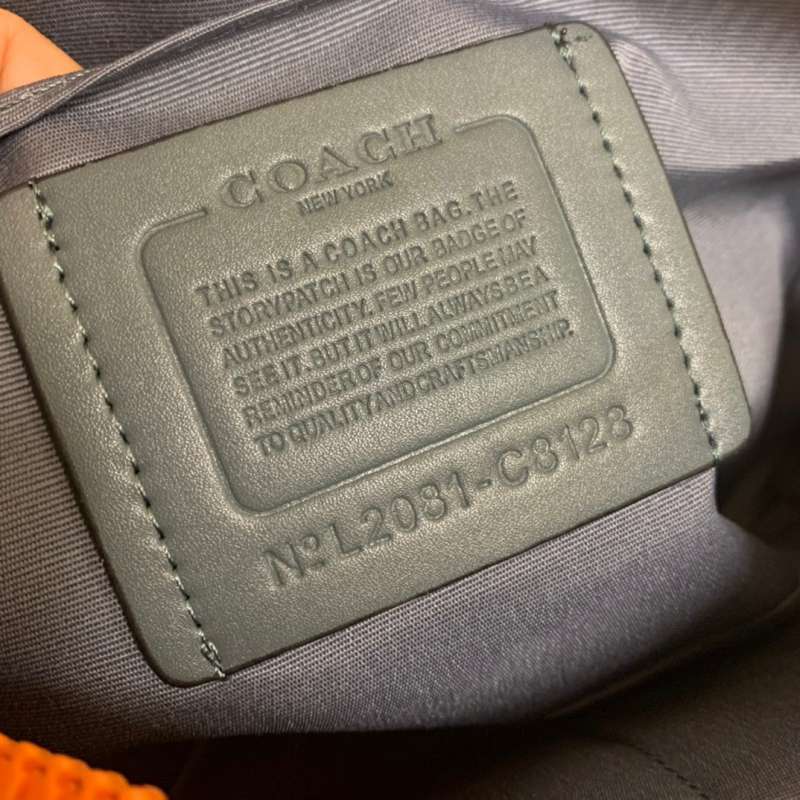 COACH
NEW YORK
THIS IS A COACH BAG. THE
STORYPATCH IS OUR BADGE OF
AUTHENTICITY. FEW PEOPLE MAY
SEE IT. BUT IT WILL ALWAYS BE A
REMINDER OF OUR COMMITMENT
TO QUALITY AND CRAFTSMANSHIP.
Nº L2081-C8128